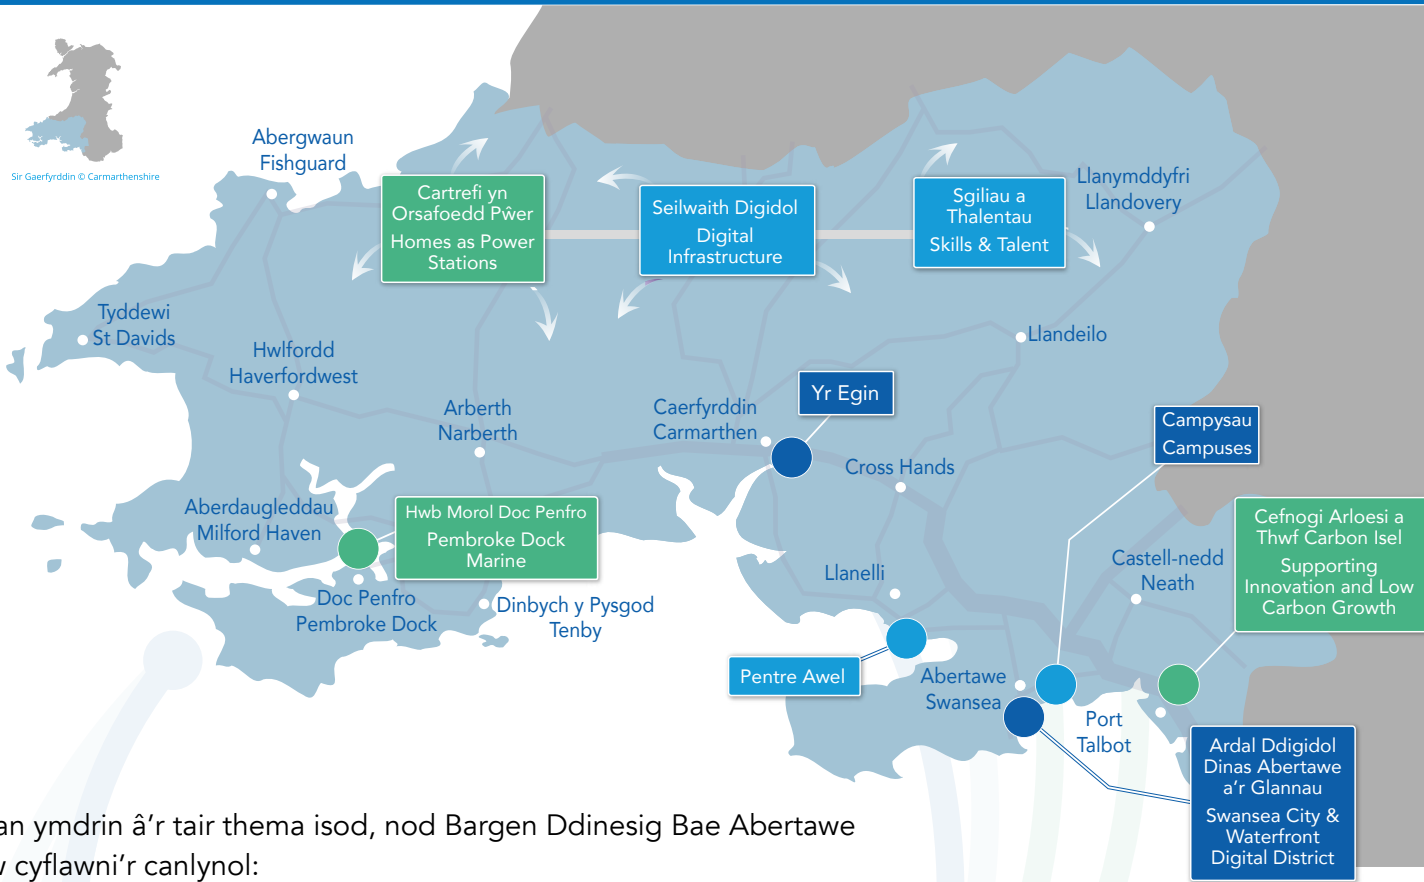 Sir Gaerfyrddin © Carmarthenshire
Abergwaun
Fishguard
Cartrefi yn
Orsafoedd Pŵer
Homes as Power
Stations
Seilwaith Digidol
Digital
Infrastructure
Sgiliau a
Thalentau
Skills & Talent
Llanymddyfri
Llandovery
Tyddewi
St Davids
Hwlfordd
Haverfordwest
Llandeilo
Arberth
Narberth
Caerfyrddin
Carmarthen
Yr Egin
Cross Hands
Campysau
Campuses
Aberdaugleddau
Milford Haven
Hwb Morol Doc Penfro
Pembroke Dock
Marine
Cefnogi Arloesi a
Thwf Carbon Isel
Supporting
Innovation and Low
Carbon Growth
Castell-nedd
Neath
Llanelli
Doc Penfro
Pembroke Dock
Dinbych y Pysgod
Tenby
Pentre Awel
Abertawe
Swansea
Port
Talbot
Ardal Ddigidol
Dinas Abertawe
a'r Glannau
Swansea City &
Waterfront
Digital District
an ymdrin â'r tair thema isod, nod Bargen Ddinesig Bae Abertawe
cyflawni'r canlynol: